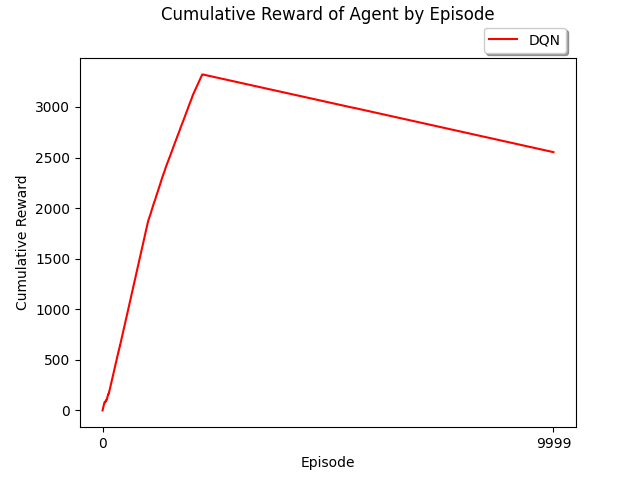 Cumulative Reward of Agent by Episode
DQN
3000
2500
2000
1500
1000
500
0
Cumulative Reward
0
9999
Episode